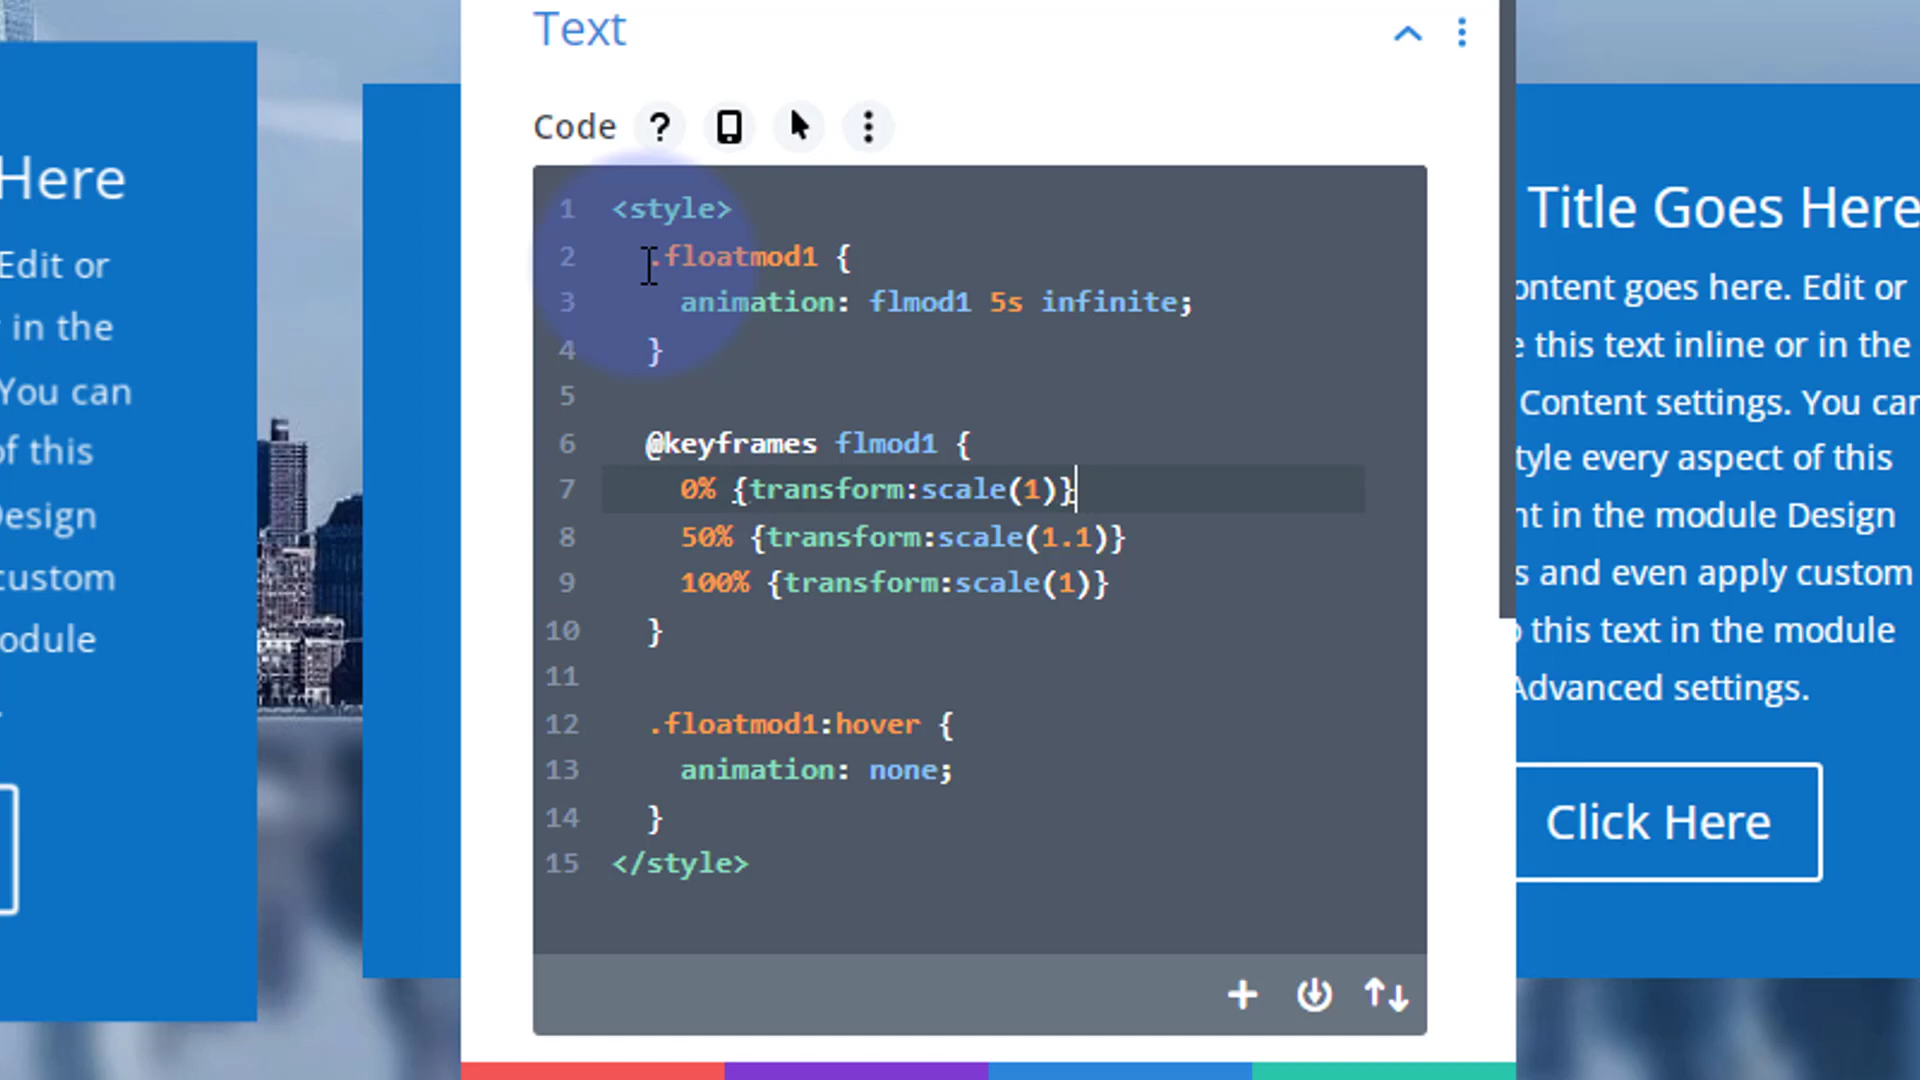 Here
Edit or
in the
You can
of this
Design
custom
odule
Text
Code ?
1 <style>
2 .floatmod1 {
3 animation: flmod1 5s infinite;
4 }
5
6 @keyframes flmod1 {
7 0% {transform:scale(1)}
8 50% {transform:scale(1.1)}
9 100% {transform:scale(1)}
10 }
11
12 .floatmod1:hover {
13 animation: none;
14 }
15 </style>
Title Goes Here
ontent goes here. Edit or
e this text inline or in the
Content settings. You can
tyle every aspect of this
nt in the module Design
s and even apply custom
this text in the module
Advanced settings.
Click Here